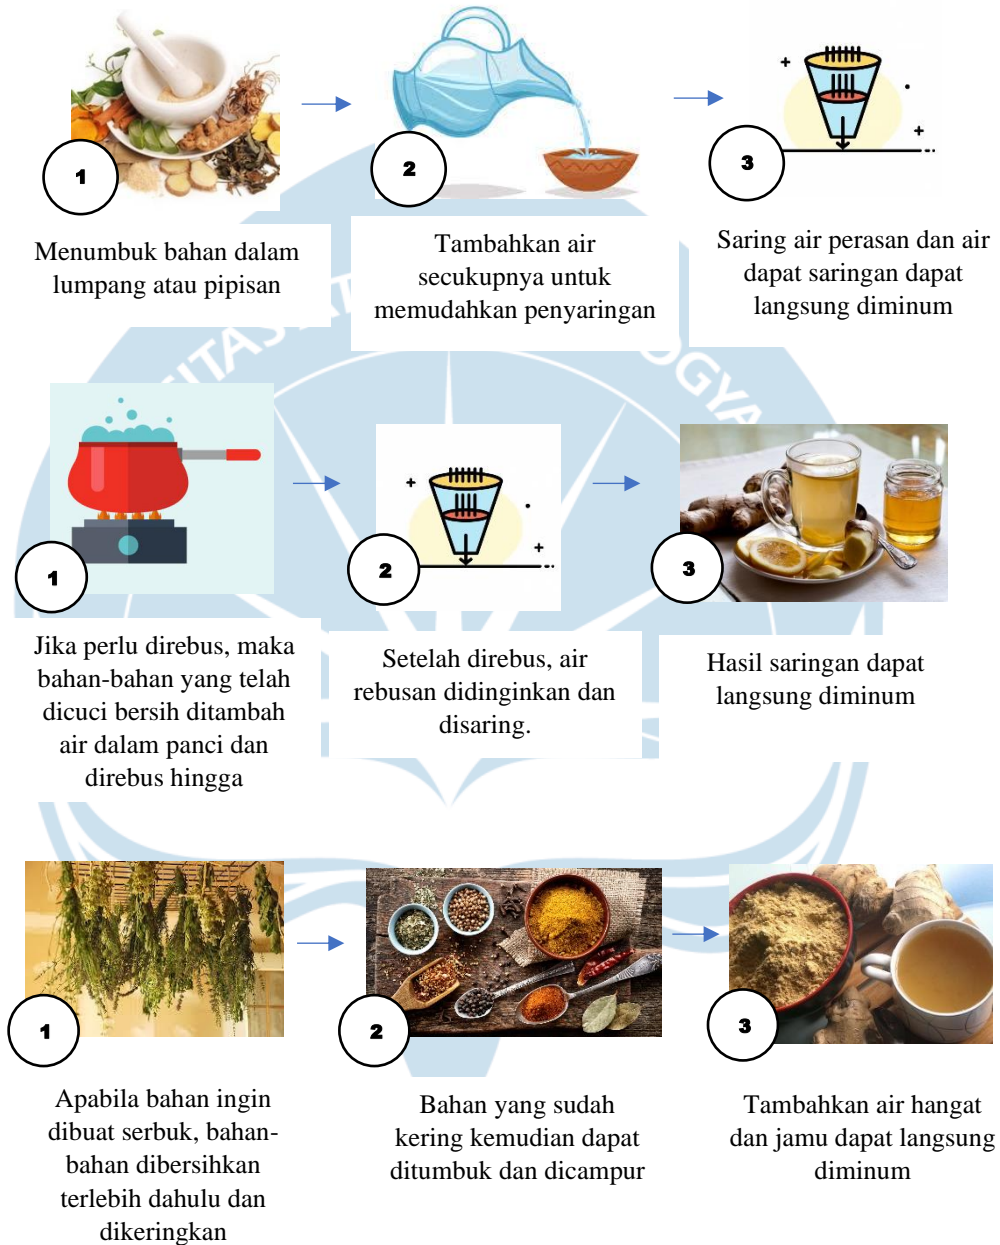 1
2
3
Menumbuk bahan dalam
lumpang atau pipisan
Tambahkan air
secukupnya untuk
memudahkan penyaringan
Saring air perasan dan air
dapat saringan dapat
langsung diminum
1
2
3
Jika perlu direbus, maka
bahan-bahan yang telah
dicuci bersih ditambah
air dalam panci dan
direbus hingga
Setelah direbus, air
rebusan didinginkan dan
disaring.
Hasil saringan dapat
langsung diminum
1
2
3
Apabila bahan ingin
dibuat serbuk, bahan-
bahan dibersihkan
terlebih dahulu dan
dikeringkan
Bahan yang sudah
kering kemudian dapat
ditumbuk dan dicampur
Tambahkan air hangat
dan jamu dapat langsung
diminum